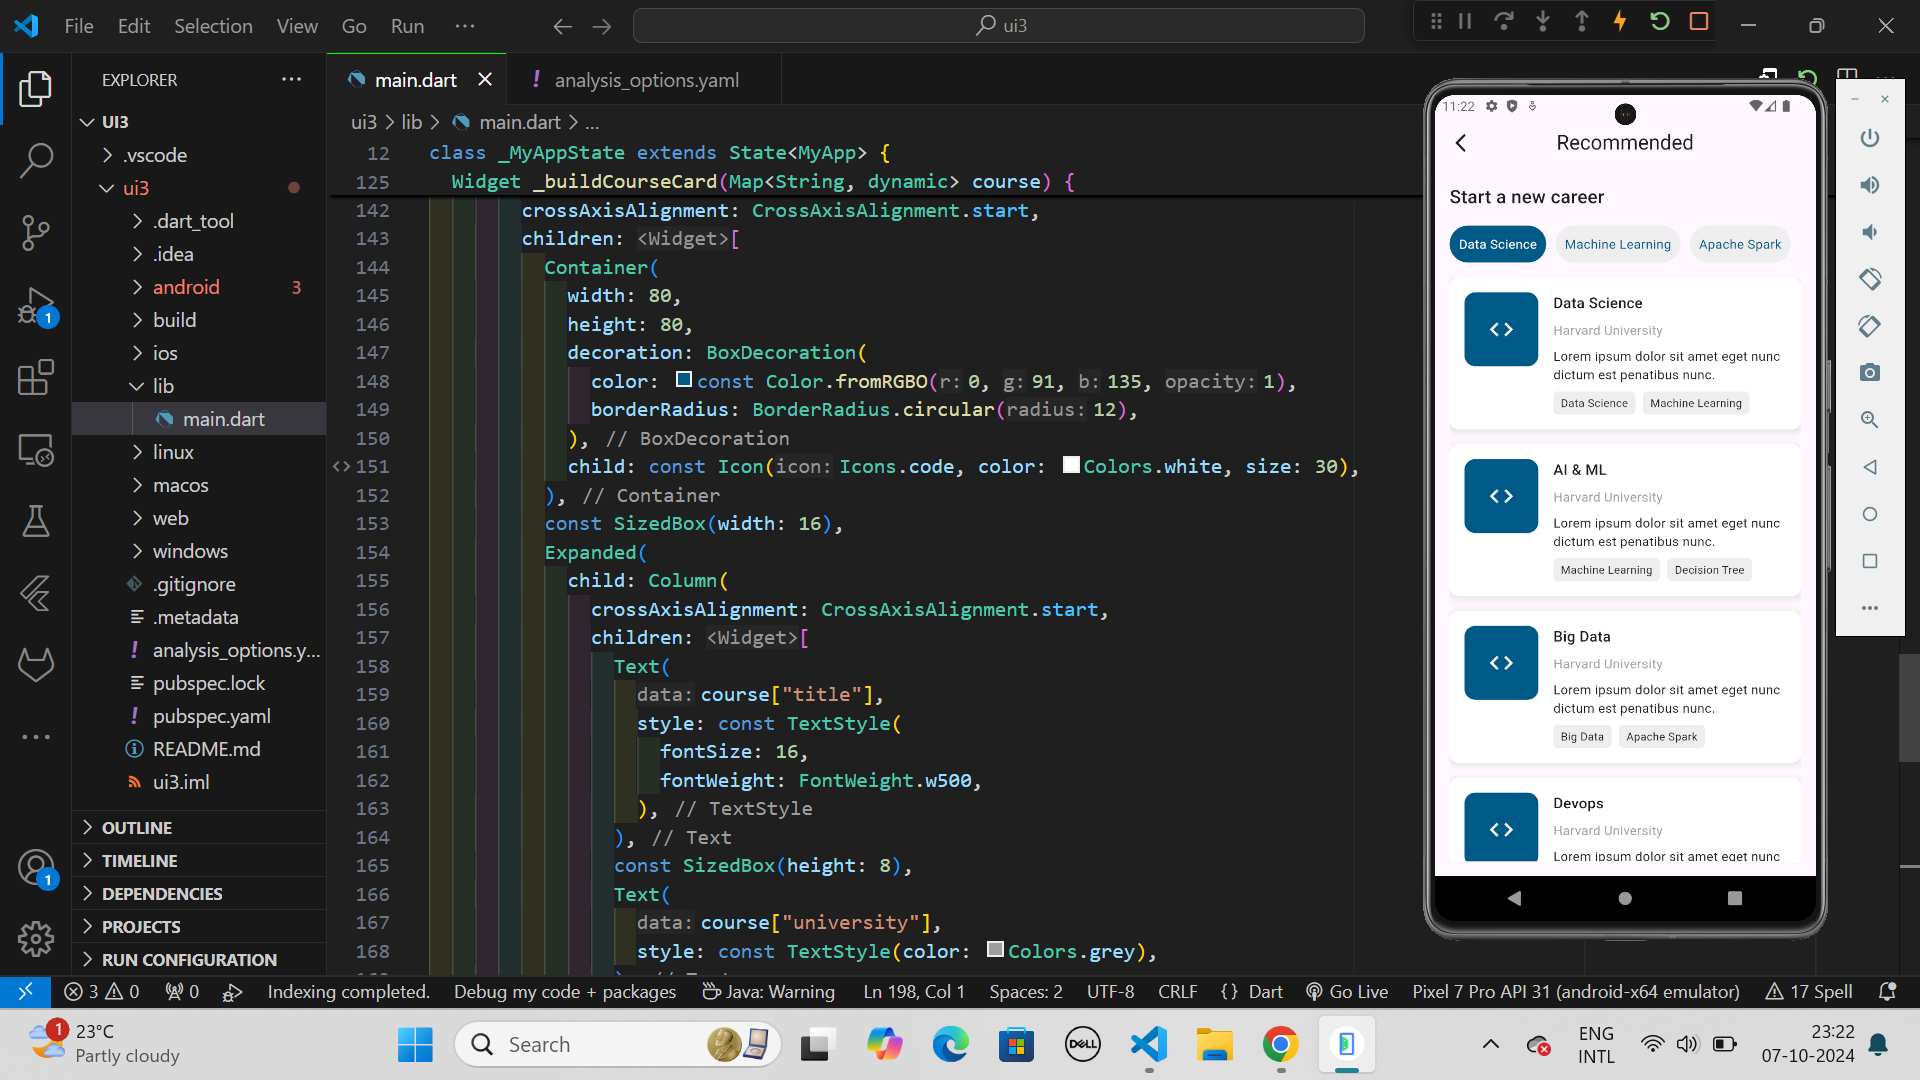 File Edit Selection View Go Run ···
ui3
EXPLORER ···
main.dart
! analysis_options.yaml
UI3
.vscode
ui3
.dart_tool
.idea
android 3
build
ios
lib
main.dart
linux
macos
web
windows
.gitignore
.metadata
! analysis_options.y...
pubspec.lock
! pubspec.yaml
README.md
ui3.iml
OUTLINE
TIMELINE
DEPENDENCIES
PROJECTS
RUN CONFIGURATION
1
1
ui3 > lib > main.dart > ...
12 class _MyAppState extends State<MyApp> {
125 Widget _buildCourseCard(Map<String, dynamic> course) {
142 crossAxisAlignment: CrossAxisAlignment.start,
143 children: <Widget>[
144 Container(
145 width: 80,
146 height: 80,
147 decoration: BoxDecoration(
148 color: const Color.fromRGBO(r: 0, g: 91, b: 135, opacity: 1),
149 borderRadius: BorderRadius.circular(radius: 12),
150 ), // BoxDecoration
151 child: const Icon(icon: Icons.code, color: Colors.white, size: 30),
152 ), // Container
153 const SizedBox(width: 16),
154 Expanded(
155 child: Column(
156 crossAxisAlignment: CrossAxisAlignment.start,
157 children: <Widget>[
158 Text(
159 data: course["title"],
160 style: const TextStyle(
161 fontSize: 16,
162 fontWeight: FontWeight.w500,
163 ), // TextStyle
164 ), // Text
165 const SizedBox(height: 8),
166 Text(
167 data: course["university"],
168 style: const TextStyle(color: Colors.grey),
11:22
Recommended
Start a new career
Data Science Machine Learning Apache Spark
Data Science
Harvard University
Lorem ipsum dolor sit amet eget nunc
dictum est penatibus nunc.
Data Science Machine Learning
AI & ML
Harvard University
Lorem ipsum dolor sit amet eget nunc
dictum est penatibus nunc.
Machine Learning Decision Tree
Big Data
Harvard University
Lorem ipsum dolor sit amet eget nunc
dictum est penatibus nunc.
Big Data Apache Spark
Devops
Harvard University
Lorem ipsum dolor sit amet eget nunc
3 0 0 Indexing completed. Debug my code + packages Java: Warning Ln 198, Col 1 Spaces: 2 UTF-8 CRLF {} Dart Go Live Pixel 7 Pro API 31 (android-x64 emulator) 17 Spell
1
23°C
Partly cloudy
Search
DELL
ENG
INTL
23:22
07-10-2024